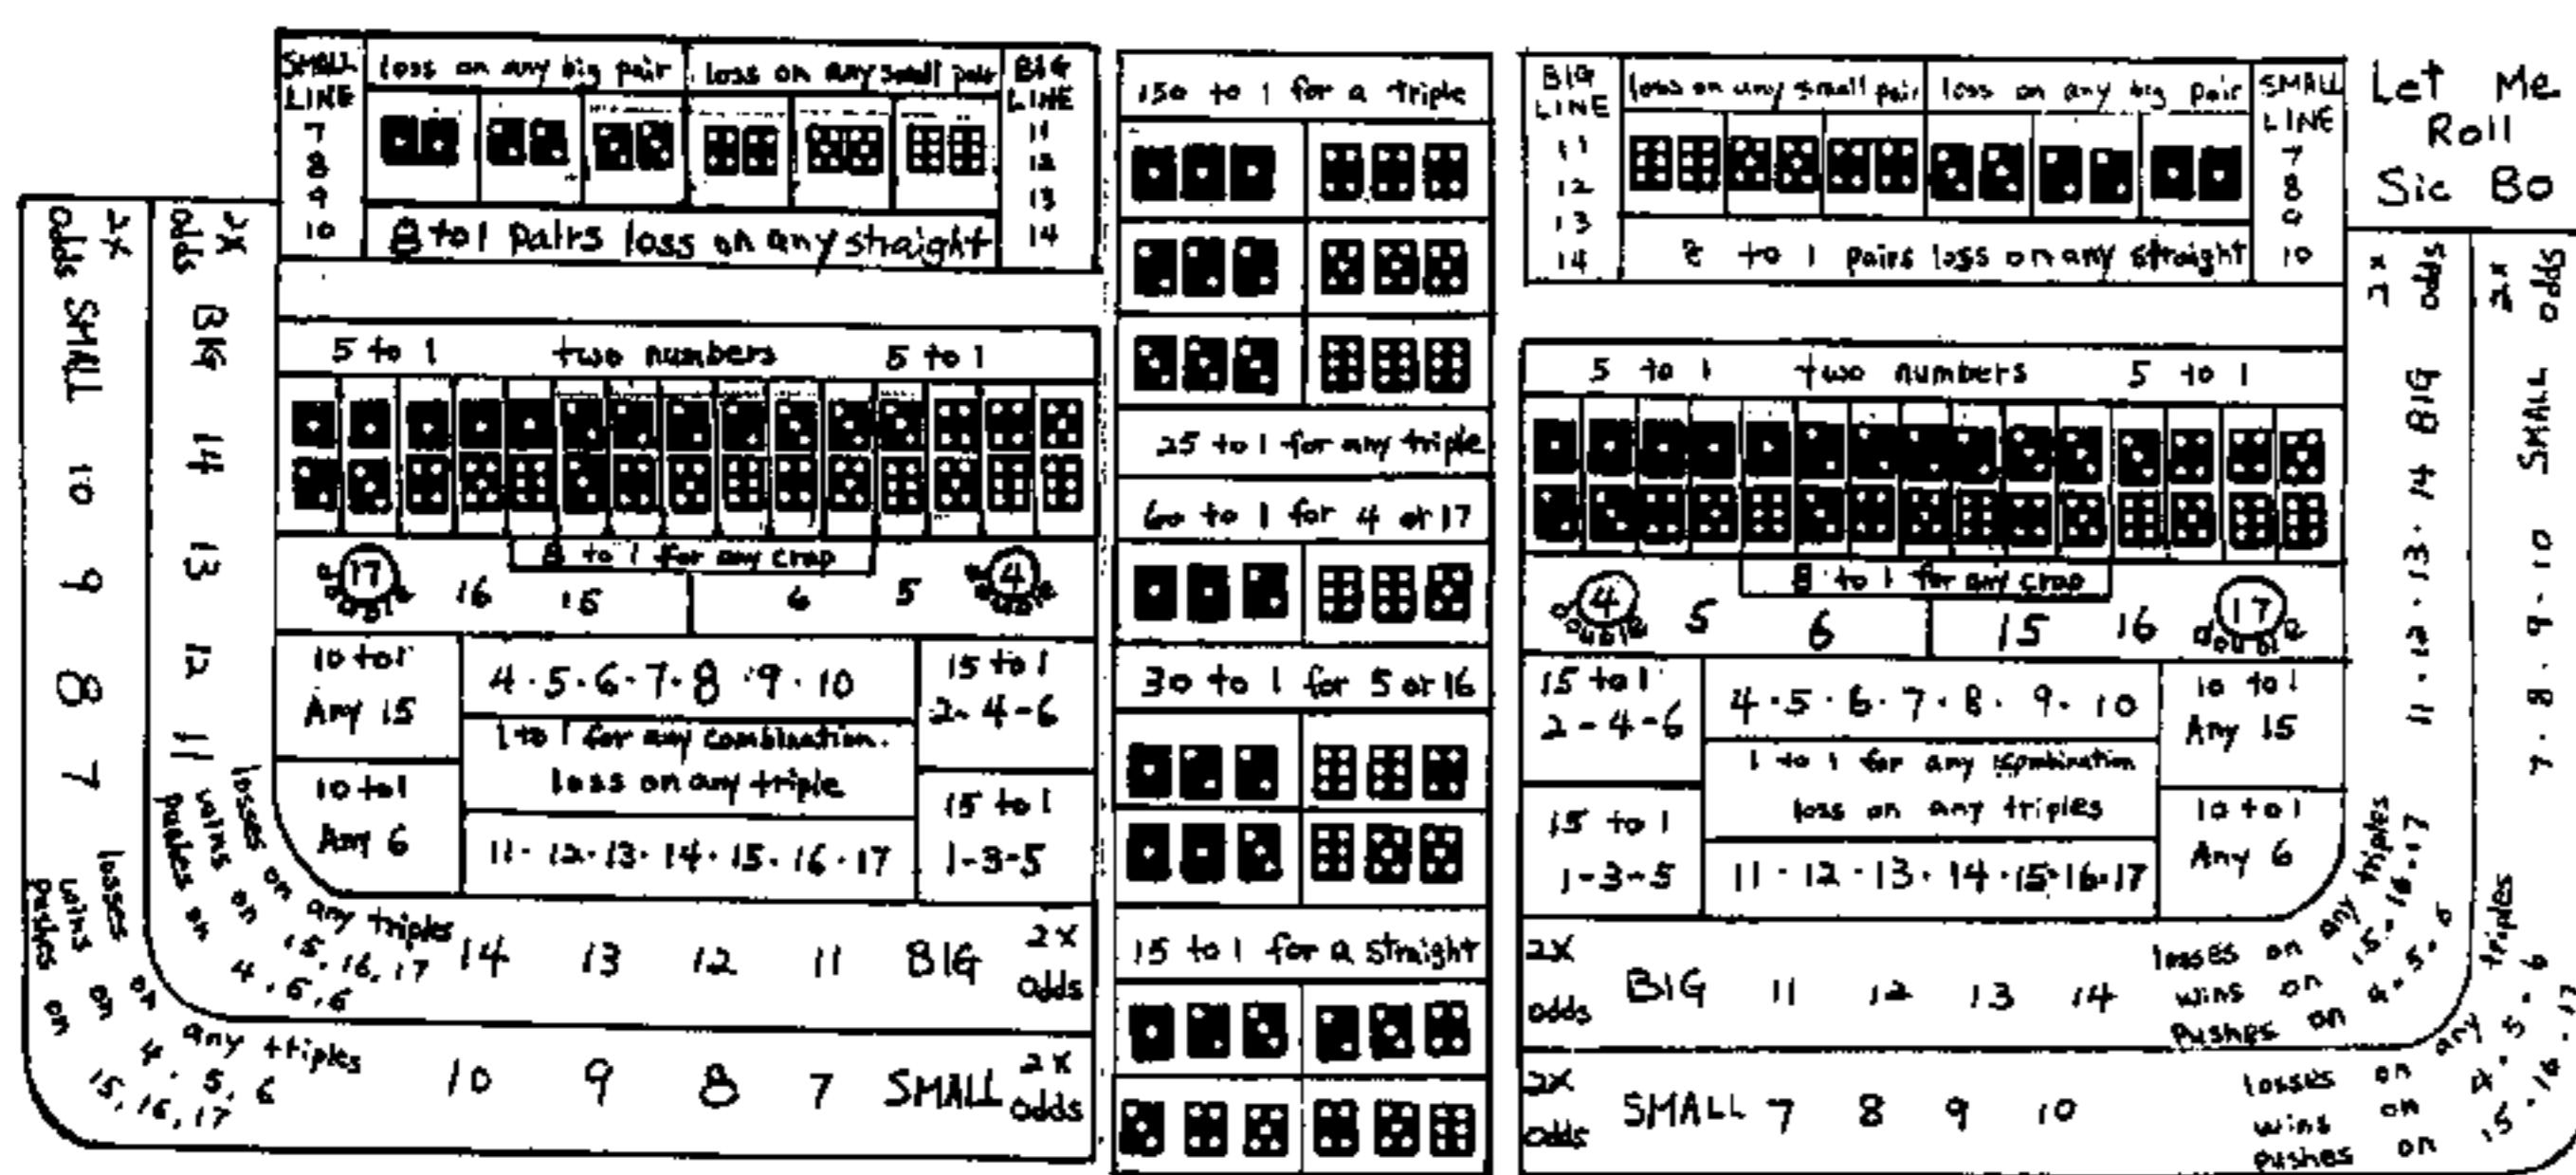 SMALL LINE
7
8
9
10
loss on any big pair
loss on any small pair
BIG LINE
11
12
13
14
8 to 1 pairs loss on any straight
2x odds SMALL 10 9 8 7
2x odds BIG 14 13 12 11
5 to 1 two numbers 5 to 1
8 to 1 for any crap
17 double 16 15 6 5 4 double
10 to 1
Any 15
10 to 1
Any 6
4 · 5 · 6 · 7 · 8 · 9 · 10
1 to 1 for any combination.
loss on any triple
11 · 12 · 13 · 14 · 15 · 16 · 17
15 to 1
2-4-6
15 to 1
1-3-5
losses on any triples
wins on 15, 16, 17
pushes on 4, 5, 6
14 13 12 11 BIG 2x odds
losses on any triples
wins on 4, 5, 6
pushes on 15, 16, 17
10 9 8 7 SMALL 2x odds
150 to 1 for a triple
25 to 1 for any triple
60 to 1 for 4 or 17
30 to 1 for 5 or 16
15 to 1 for a straight
BIG LINE
11
12
13
14
loss on any small pair
loss on any big pair
SMALL LINE
7
8
9
10
8 to 1 pairs loss on any straight
Let Me
Roll
Sic Bo
5 to 1 two numbers 5 to 1
8 to 1 for any crap
4 double 5 6 15 16 17 double
15 to 1
2-4-6
15 to 1
1-3-5
4 · 5 · 6 · 7 · 8 · 9 · 10
1 to 1 for any combination
loss on any triples
11 · 12 · 13 · 14 · 15 · 16 · 17
10 to 1
Any 15
10 to 1
Any 6
2x odds BIG 11 12 13 14
losses on any triples
wins on 15 · 16 · 17
pushes on 4 · 5 · 6
11 · 12 · 13 · 14 BIG 2x odds
2x odds SMALL 7 8 9 10
losses on any triples
wins on 4 · 5 · 6
pushes on 15 · 16 · 17
7 · 8 · 9 · 10 SMALL 2x odds